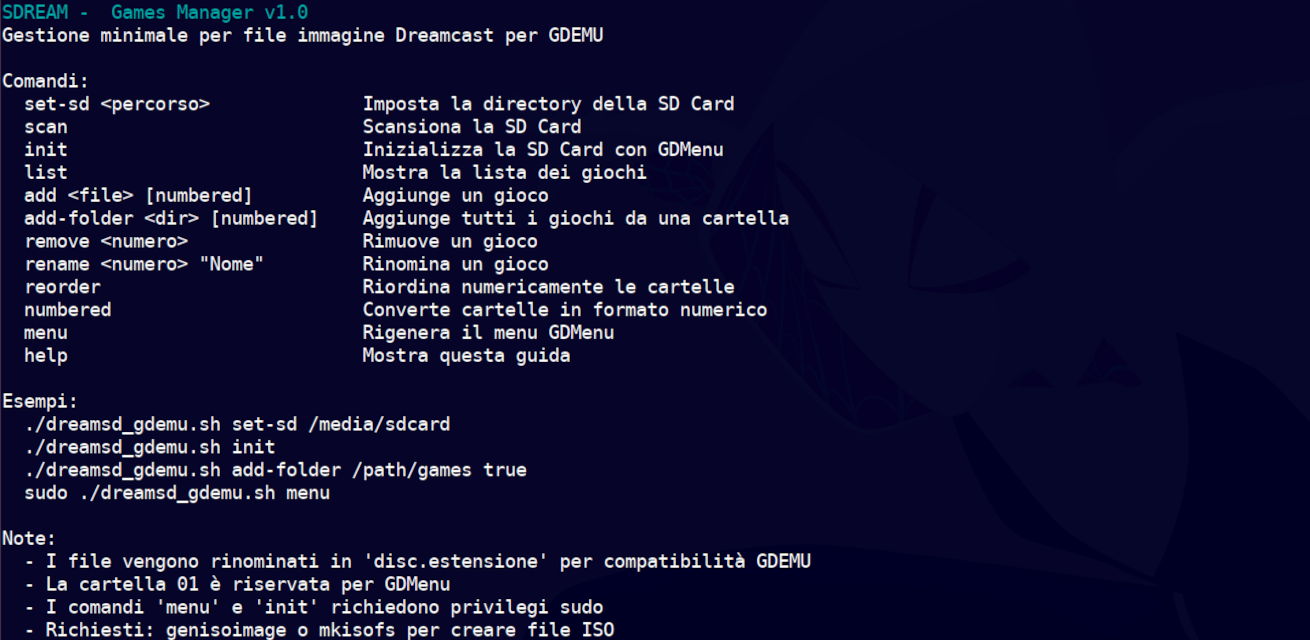 SDREAM -  Games Manager v1.0
Gestione minimale per file immagine Dreamcast per GDEMU
Comandi:
set-sd <percorso> Imposta la directory della SD Card
scan Scansiona la SD Card
init Inizializza la SD Card con GDMenu
list Mostra la lista dei giochi
add <file> [numbered] Aggiunge un gioco
add-folder <dir> [numbered] Aggiunge tutti i giochi da una cartella
remove <numero> Rimuove un gioco
rename <numero> "Nome" Rinomina un gioco
reorder Riordina numericamente le cartelle
numbered Converte cartelle in formato numerico
menu Rigenera il menu GDMenu
help Mostra questa guida
Esempi:
./dreamsd_gdemu.sh set-sd /media/sdcard
./dreamsd_gdemu.sh init
./dreamsd_gdemu.sh add-folder /path/games true
sudo ./dreamsd_gdemu.sh menu
Note:
- I file vengono rinominati in 'disc.estensione' per compatibilità GDEMU
- La cartella 01 è riservata per GDMenu
- I comandi 'menu' e 'init' richiedono privilegi sudo
- Richiesti: genisoimage o mkisofs per creare file ISO